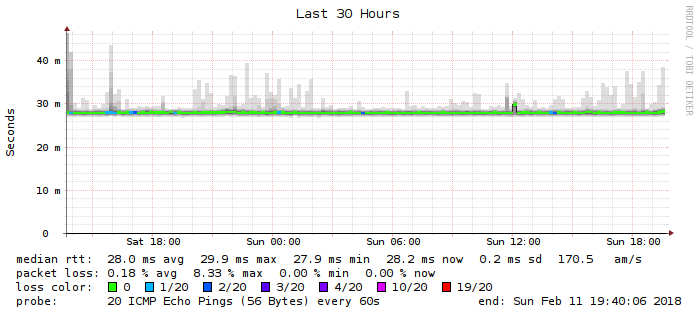 Last 30 Hours
RRDTOOL / TOBI OETIKER
Seconds
40 m
30 m
20 m
10 m
0
Sat 18:00 Sun 00:00 Sun 06:00 Sun 12:00 Sun 18:00
median rtt: 28.0 ms avg 29.9 ms max 27.9 ms min 28.2 ms now 0.2 ms sd 170.5 am/s
packet loss: 0.18 % avg 8.33 % max 0.00 % min 0.00 % now
loss color: 0 1/20 2/20 3/20 4/20 10/20 19/20
probe: 20 ICMP Echo Pings (56 Bytes) every 60s end: Sun Feb 11 19:40:06 2018